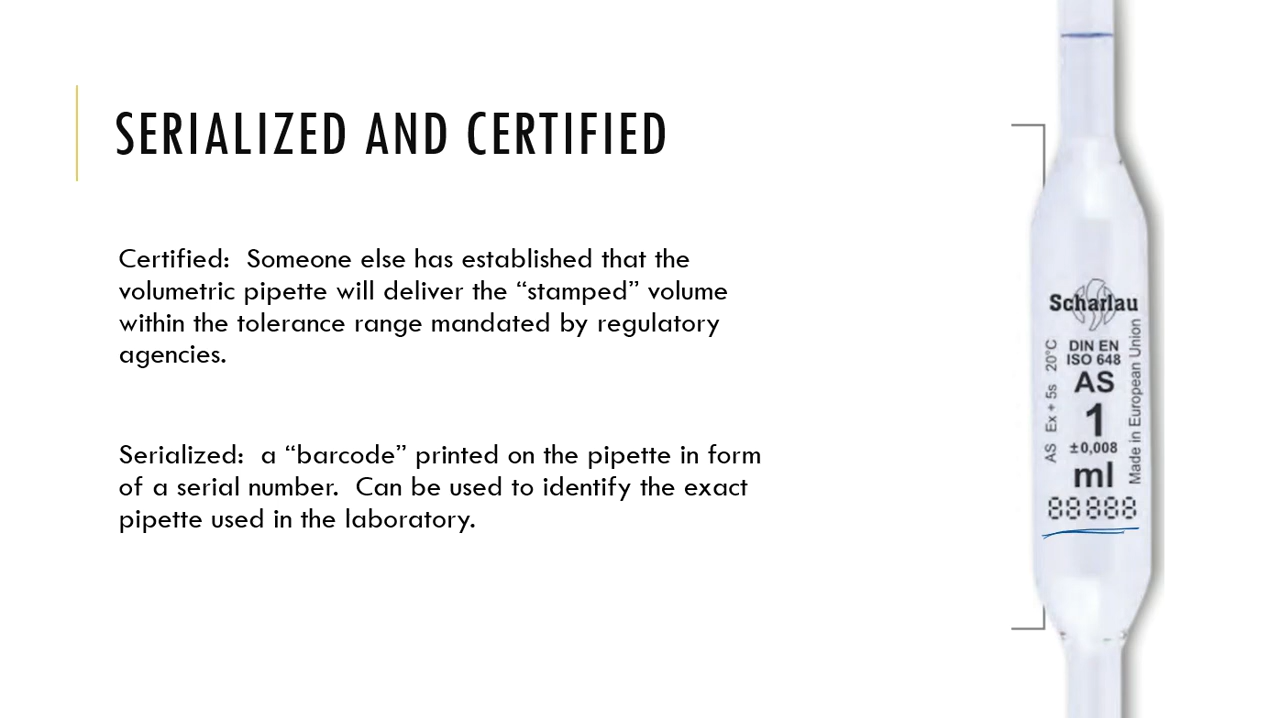 SERIALIZED AND CERTIFIED
Certified:  Someone else has established that the
volumetric pipette will deliver the “stamped” volume
within the tolerance range mandated by regulatory
agencies.
Serialized:  a “barcode” printed on the pipette in form
of a serial number.  Can be used to identify the exact
pipette used in the laboratory.
Scharlau
DIN EN
ISO 648
AS
1
±0,008
ml
88888
AS Ex + 5s 20°C
Made in European Union